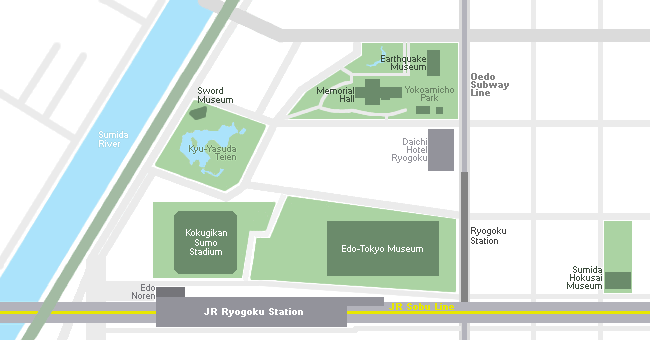 Earthquake
Museum
Oedo
Subway
Line
Sword
Museum
Memorial
Hall
Yokoamicho
Park
Sumida
River
Daichi
Hotel
Ryogoku
Kyu-Yasuda
Teien
Kokugikan
Sumo
Stadium
Edo-Tokyo Museum
Ryogoku
Station
Sumida
Hokusai
Museum
Edo
Noren
JR Ryogoku Station
JR Sobu Line